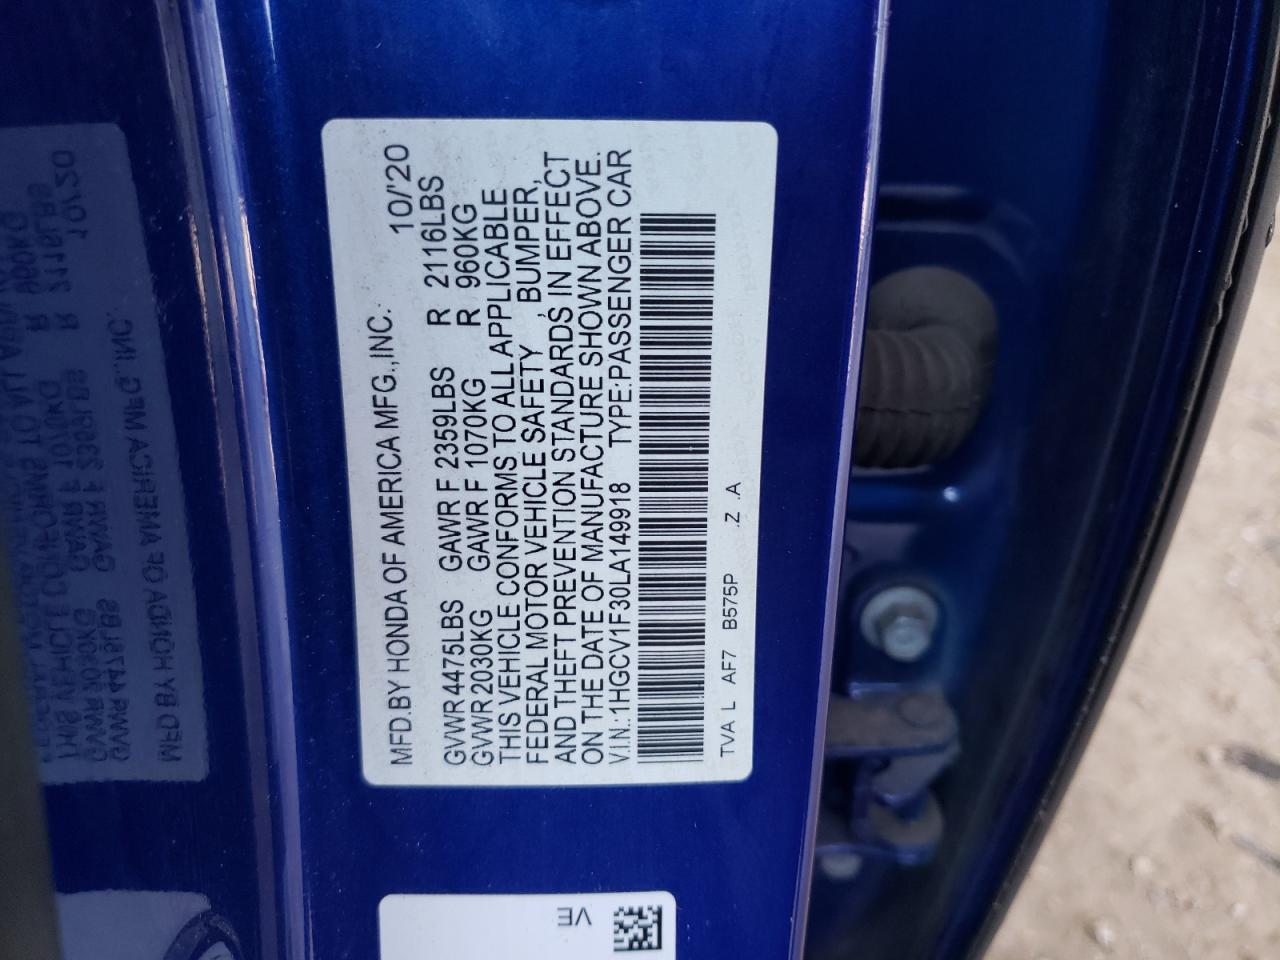 MFD.BY HONDA OF AMERICA MFG.,INC. 10/'20
GVWR 4475LBS GAWR F 2359LBS R 2116LBS
GVWR 2030KG GAWR F 1070KG R 960KG
THIS VEHICLE CONFORMS TO ALL APPLICABLE
FEDERAL MOTOR VEHICLE SAFETY, BUMPER,
AND THEFT PREVENTION STANDARDS IN EFFECT
ON THE DATE OF MANUFACTURE SHOWN ABOVE.
V.I.N.:1HGCV1F30LA149918 TYPE:PASSENGER CAR
TVA L AF7 B575P .Z .A
VE